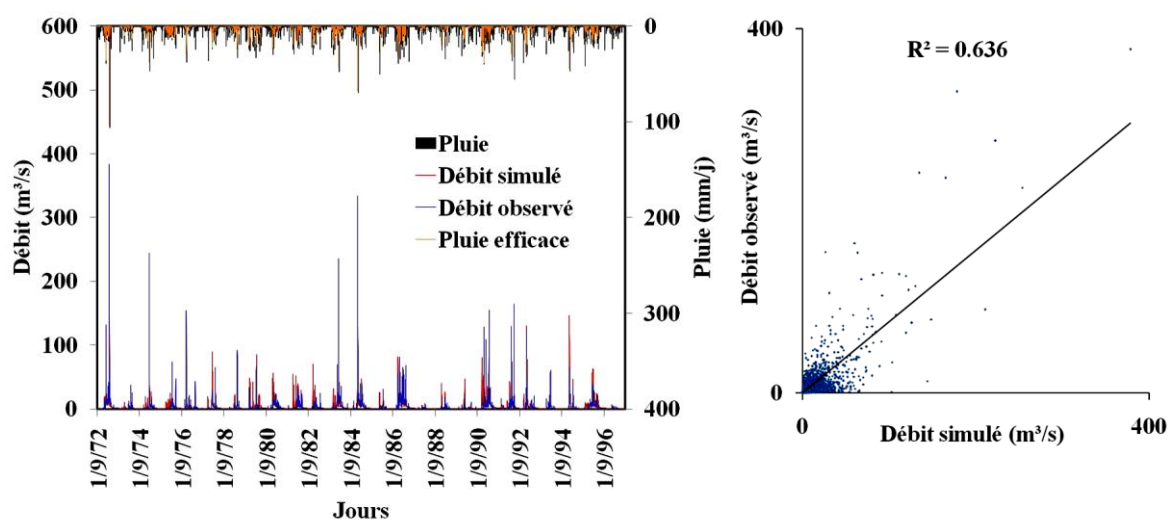 600
500
400
300
200
100
0
Débit (m³/s)
0
100
200
300
400
Pluie (mm/j)
Pluie
Débit simulé
Débit observé
Pluie efficace
1/9/72
1/9/74
1/9/76
1/9/78
1/9/80
1/9/82
1/9/84
1/9/86
1/9/88
1/9/90
1/9/92
1/9/94
1/9/96
Jours
400
R² = 0.636
Débit observé (m³/s)
0
0
Débit simulé (m³/s)
400